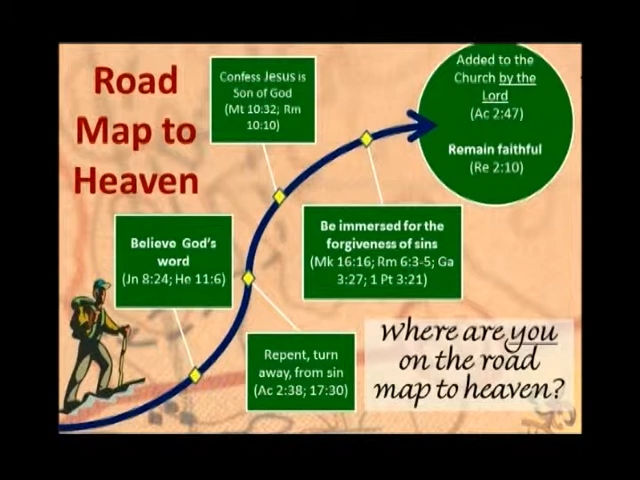 Road
Map to
Heaven
Confess Jesus is
Son of God
(Mt 10:32; Rm
10:10)
Added to the
Church by the
Lord
(Ac 2:47)
Remain faithful
(Re 2:10)
Believe God's
word
(Jn 8:24; He 11:6)
Be immersed for the
forgiveness of sins
(Mk 16:16; Rm 6:3-5; Ga
3:27; 1 Pt 3:21)
Repent, turn
away, from sin
(Ac 2:38; 17:30)
Where are you
on the road
map to heaven?